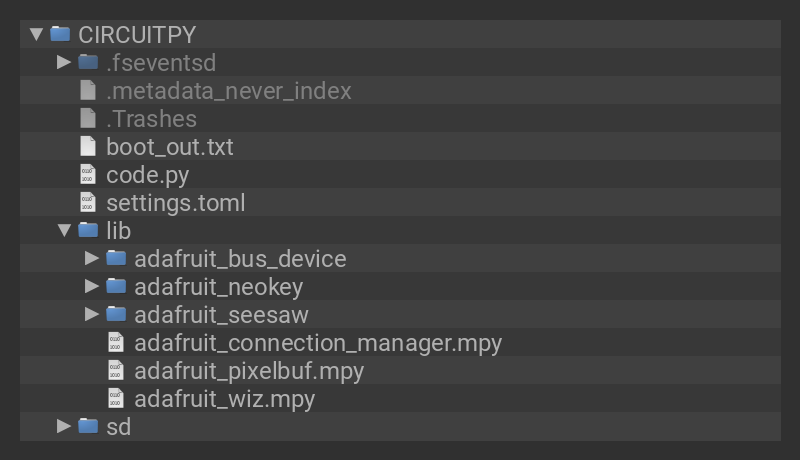 CIRCUITPY
.fseventsd
.metadata_never_index
.Trashes
boot_out.txt
code.py
settings.toml
lib
adafruit_bus_device
adafruit_neokey
adafruit_seesaw
adafruit_connection_manager.mpy
adafruit_pixelbuf.mpy
adafruit_wiz.mpy
sd